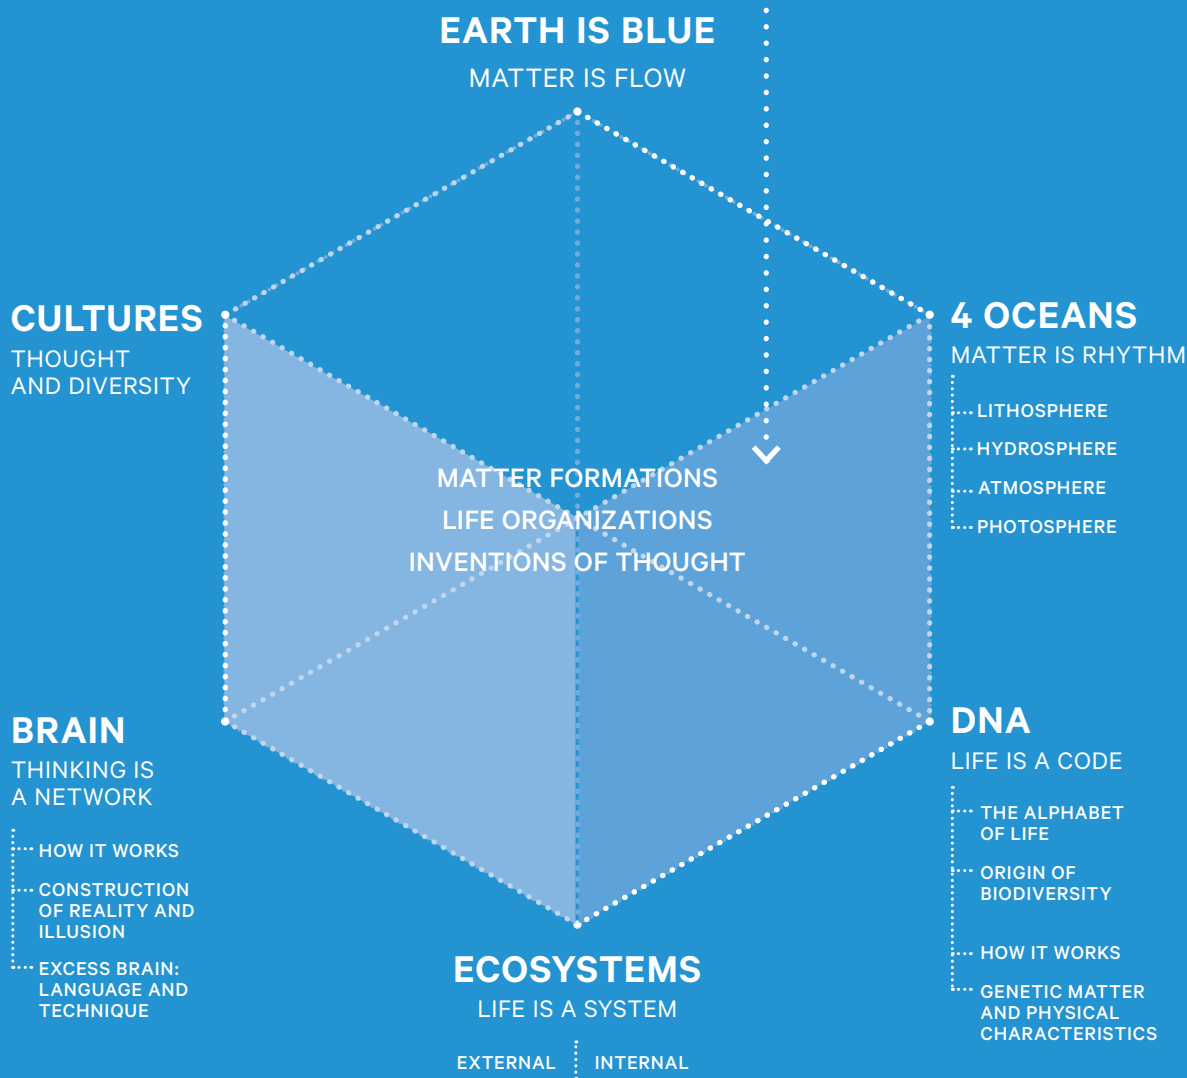 EARTH IS BLUE
MATTER IS FLOW
CULTURES
THOUGHT
AND DIVERSITY
4 OCEANS
MATTER IS RHYTHM
LITHOSPHERE
HYDROSPHERE
ATMOSPHERE
PHOTOSPHERE
MATTER FORMATIONS
LIFE ORGANIZATIONS
INVENTIONS OF THOUGHT
BRAIN
THINKING IS
A NETWORK
HOW IT WORKS
CONSTRUCTION
OF REALITY AND
ILLUSION
EXCESS BRAIN:
LANGUAGE AND
TECHNIQUE
DNA
LIFE IS A CODE
THE ALPHABET
OF LIFE
ORIGIN OF
BIODIVERSITY
HOW IT WORKS
GENETIC MATTER
AND PHYSICAL
CHARACTERISTICS
ECOSYSTEMS
LIFE IS A SYSTEM
EXTERNAL
INTERNAL